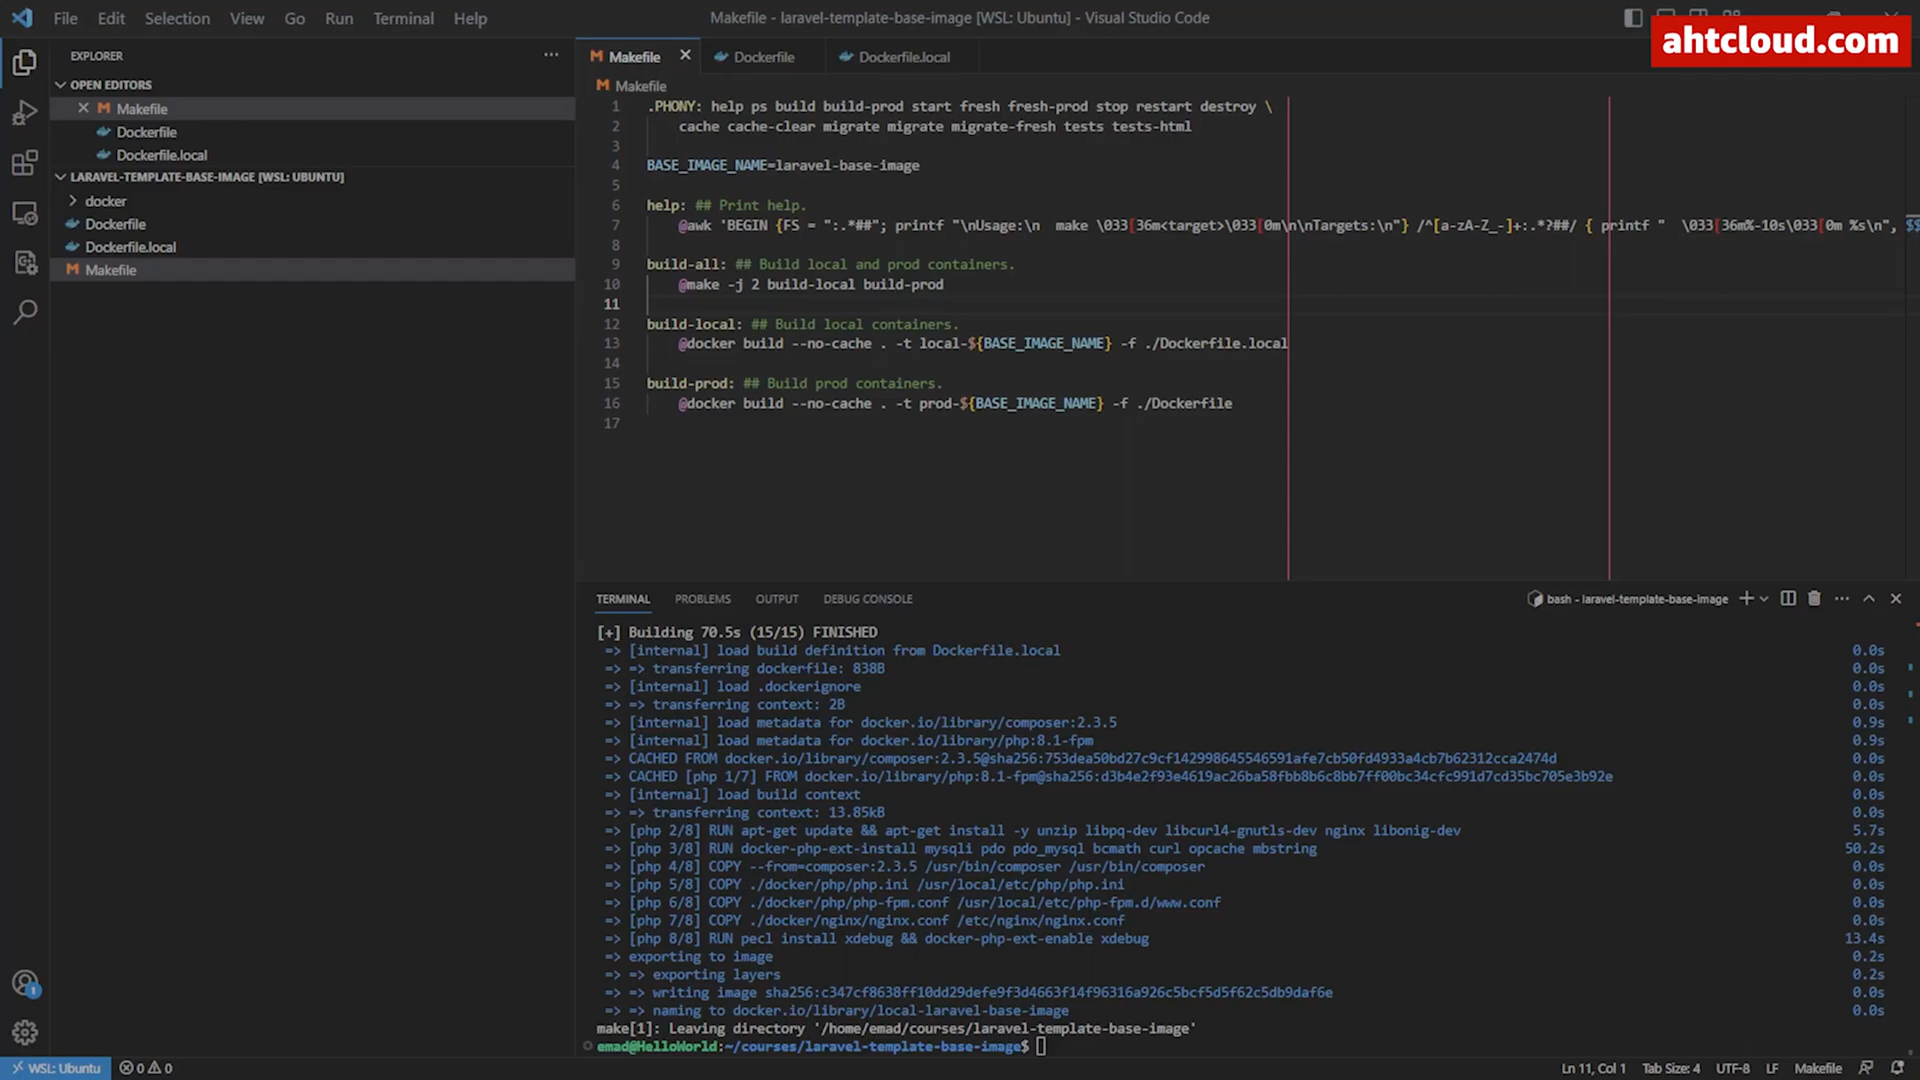 File Edit Selection View Go Run Terminal Help
Makefile - laravel-template-base-image [WSL: Ubuntu] - Visual Studio Code
ahtcloud.com
EXPLORER
OPEN EDITORS
Makefile
Dockerfile
Dockerfile.local
LARAVEL-TEMPLATE-BASE-IMAGE [WSL: UBUNTU]
docker
Dockerfile
Dockerfile.local
Makefile
1
Makefile Dockerfile Dockerfile.local
Makefile
1 .PHONY: help ps build build-prod start fresh fresh-prod stop restart destroy \
2 cache cache-clear migrate migrate migrate-fresh tests tests-html
3
4 BASE_IMAGE_NAME=laravel-base-image
5
6 help: ## Print help.
7 @awk 'BEGIN {FS = ":.*##"; printf "\nUsage:\n  make \033[36m<target>\033[0m\n\nTargets:\n"} /^[a-zA-Z_-]+:.*?##/ { printf "  \033[36m%-10s\033[0m %s\n", $$
8
9 build-all: ## Build local and prod containers.
10 @make -j 2 build-local build-prod
11
12 build-local: ## Build local containers.
13 @docker build --no-cache . -t local-${BASE_IMAGE_NAME} -f ./Dockerfile.local
14
15 build-prod: ## Build prod containers.
16 @docker build --no-cache . -t prod-${BASE_IMAGE_NAME} -f ./Dockerfile
17
TERMINAL PROBLEMS OUTPUT DEBUG CONSOLE
bash - laravel-template-base-image
[+] Building 70.5s (15/15) FINISHED
=> [internal] load build definition from Dockerfile.local 0.0s
=> => transferring dockerfile: 838B 0.0s
=> [internal] load .dockerignore 0.0s
=> => transferring context: 2B 0.0s
=> [internal] load metadata for docker.io/library/composer:2.3.5 0.9s
=> [internal] load metadata for docker.io/library/php:8.1-fpm 0.9s
=> CACHED FROM docker.io/library/composer:2.3.5@sha256:753dea50bd27c9cf142998645546591afe7cb50fd4933a4cb7b62312cca2474d 0.0s
=> CACHED [php 1/7] FROM docker.io/library/php:8.1-fpm@sha256:d3b4e2f93e4619ac26ba58fbb8b6c8bb7ff00bc34cfc991d7cd35bc705e3b92e 0.0s
=> [internal] load build context 0.0s
=> => transferring context: 13.85kB 0.0s
=> [php 2/8] RUN apt-get update && apt-get install -y unzip libpq-dev libcurl4-gnutls-dev nginx libonig-dev 5.7s
=> [php 3/8] RUN docker-php-ext-install mysqli pdo pdo_mysql bcmath curl opcache mbstring 50.2s
=> [php 4/8] COPY --from=composer:2.3.5 /usr/bin/composer /usr/bin/composer 0.0s
=> [php 5/8] COPY ./docker/php/php.ini /usr/local/etc/php/php.ini 0.0s
=> [php 6/8] COPY ./docker/php/php-fpm.conf /usr/local/etc/php-fpm.d/www.conf 0.0s
=> [php 7/8] COPY ./docker/nginx/nginx.conf /etc/nginx/nginx.conf 0.0s
=> [php 8/8] RUN pecl install xdebug && docker-php-ext-enable xdebug 13.4s
=> exporting to image 0.2s
=> => exporting layers 0.2s
=> => writing image sha256:c347cf8638ff10dd29defe9f3d4663f14f96316a926c5bcf5d5f62c5db9daf6e 0.0s
=> => naming to docker.io/library/local-laravel-base-image 0.0s
make[1]: Leaving directory '/home/emad/courses/laravel-template-base-image'
emad@HelloWorld:~/courses/laravel-template-base-image$
WSL: Ubuntu 0 0 Ln 11, Col 1 Tab Size: 4 UTF-8 LF Makefile